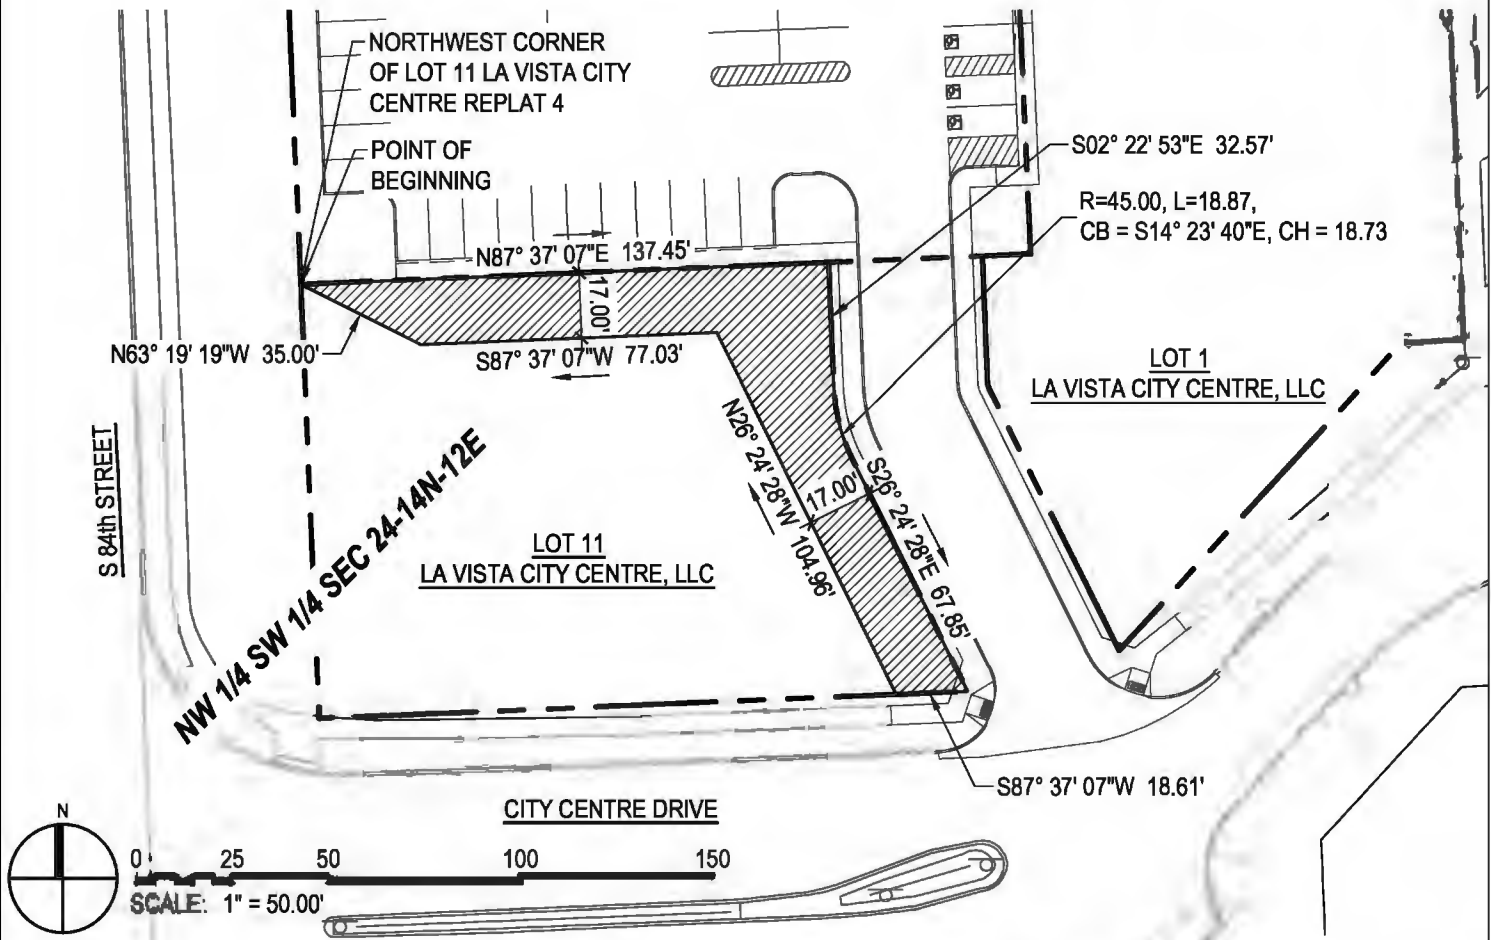 NORTHWEST CORNER
OF LOT 11 LA VISTA CITY
CENTRE REPLAT 4
POINT OF
BEGINNING
S02° 22' 53"E 32.57'
R=45.00, L=18.87,
CB = S14° 23' 40"E, CH = 18.73
N87° 37' 07"E 137.45'
17.00'
N63° 19' 19"W 35.00'
S87° 37' 07"W 77.03'
LOT 1
LA VISTA CITY CENTRE, LLC
N26° 24' 28"W 104.96'
17.00'
S26° 24' 28"E 67.85'
S 84th STREET
NW 1/4 SW 1/4 SEC 24-14N-12E
LOT 11
LA VISTA CITY CENTRE, LLC
S87° 37' 07"W 18.61'
CITY CENTRE DRIVE
N
0 25 50 100 150
SCALE: 1" = 50.00'